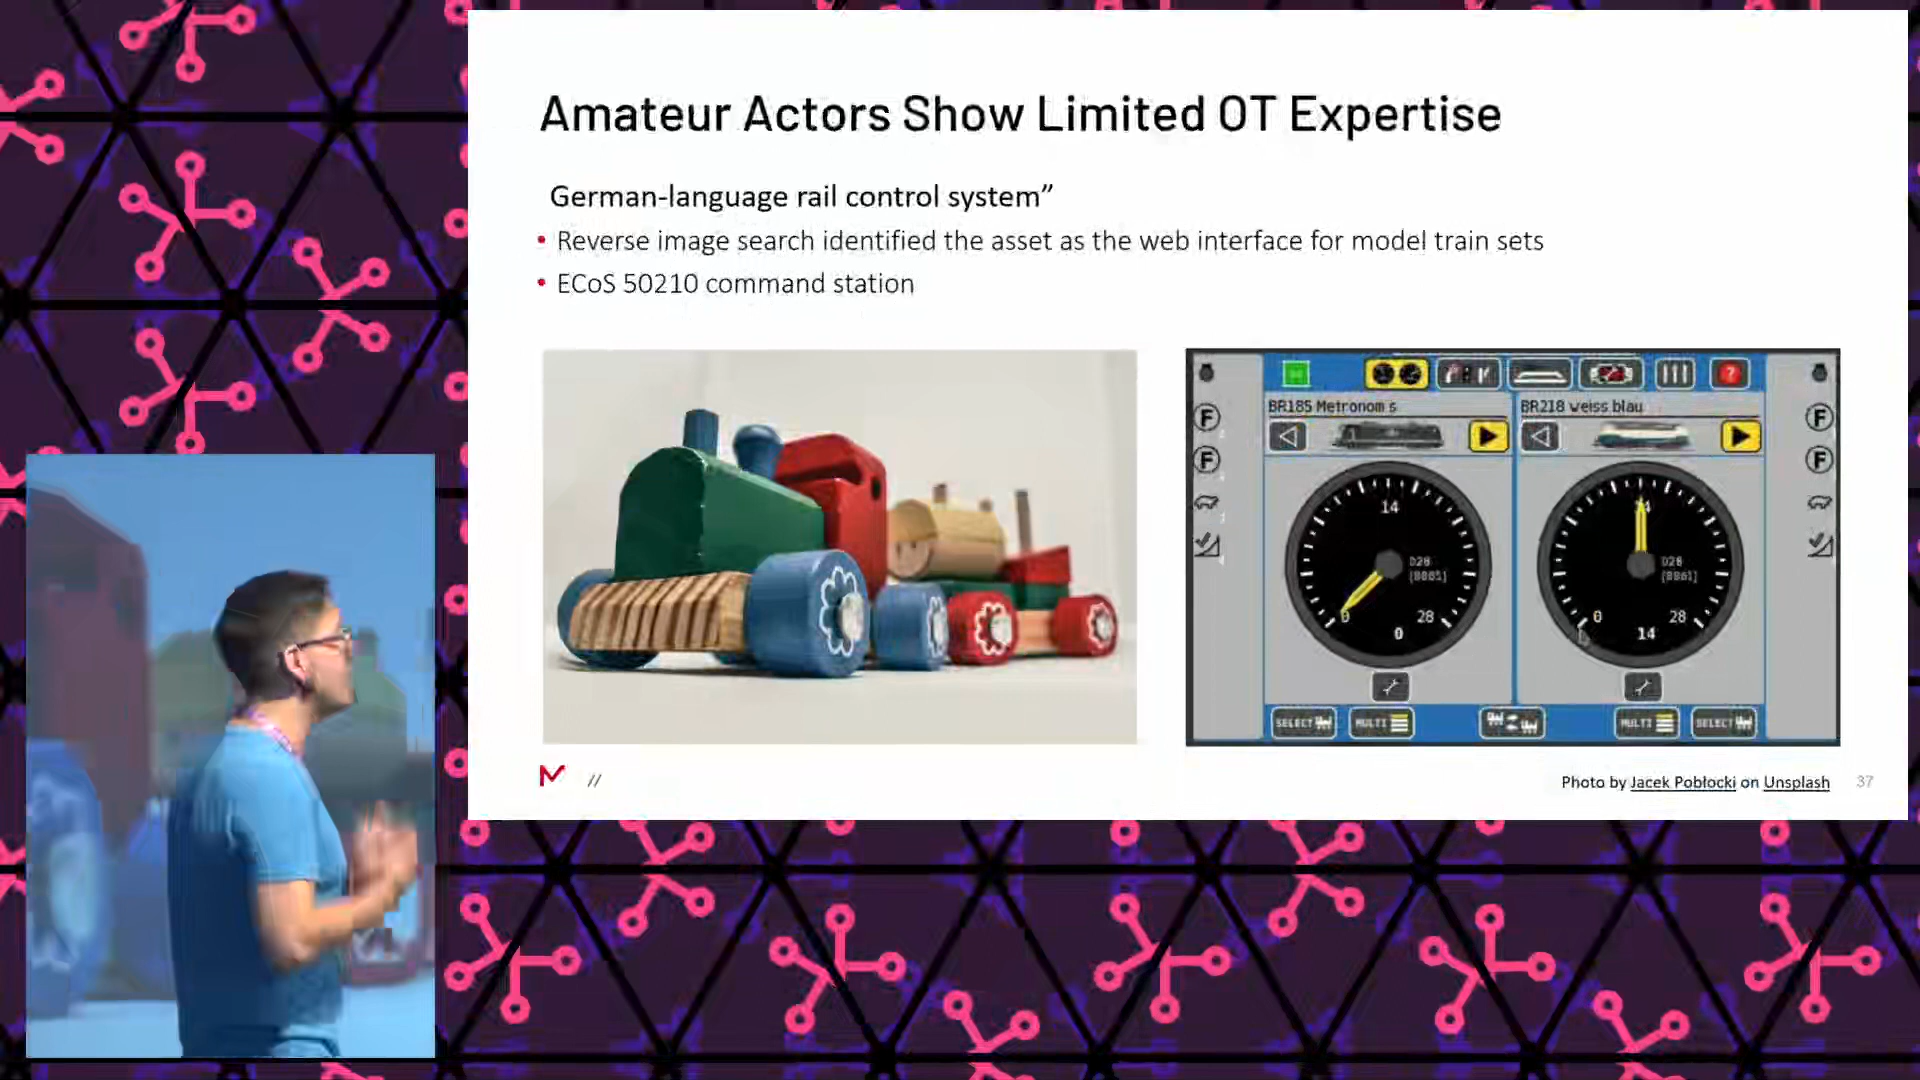 Amateur Actors Show Limited OT Expertise
German-language rail control system”
• Reverse image search identified the asset as the web interface for model train sets
• ECoS 50210 command station
BR185 Metronom s
BR218 weiss blau
F
F
F
F
14
0
28
0
14
0
28
14
SELECT
MULTI
MULTI
SELECT
//
Photo by Jacek Pobłocki on Unsplash
37